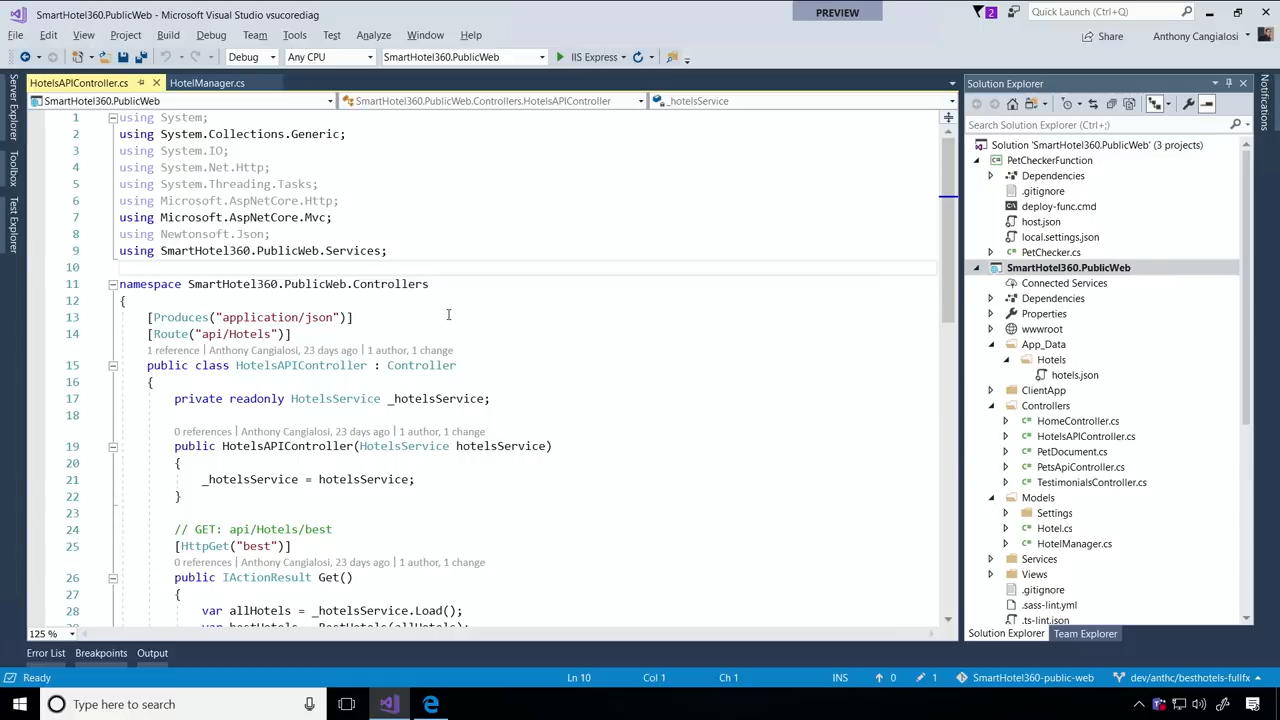 SmartHotel360.PublicWeb - Microsoft Visual Studio vsucorediag
PREVIEW
2
Quick Launch (Ctrl+Q)
File Edit View Project Build Debug Team Tools Test Analyze Window Help
Share
Anthony Cangialosi
Debug Any CPU SmartHotel360.PublicWeb IIS Express
HotelsAPIController.cs HotelManager.cs
SmartHotel360.PublicWeb SmartHotel360.PublicWeb.Controllers.HotelsAPIController _hotelsService
Server Explorer
Toolbox
Test Explorer
1 using System;
2 using System.Collections.Generic;
3 using System.IO;
4 using System.Net.Http;
5 using System.Threading.Tasks;
6 using Microsoft.AspNetCore.Http;
7 using Microsoft.AspNetCore.Mvc;
8 using Newtonsoft.Json;
9 using SmartHotel360.PublicWeb.Services;
10
11 namespace SmartHotel360.PublicWeb.Controllers
12 {
13 [Produces("application/json")]
14 [Route("api/Hotels")]
1 reference | Anthony Cangialosi, 23 days ago | 1 author, 1 change
15 public class HotelsAPIController : Controller
16 {
17 private readonly HotelsService _hotelsService;
18
0 references | Anthony Cangialosi, 23 days ago | 1 author, 1 change
19 public HotelsAPIController(HotelsService hotelsService)
20 {
21 _hotelsService = hotelsService;
22 }
23
24 // GET: api/Hotels/best
25 [HttpGet("best")]
0 references | Anthony Cangialosi, 23 days ago | 1 author, 1 change
26 public IActionResult Get()
27 {
28 var allHotels = _hotelsService.Load();
125 %
Solution Explorer
Search Solution Explorer (Ctrl+;)
Solution 'SmartHotel360.PublicWeb' (3 projects)
PetCheckerFunction
Dependencies
.gitignore
deploy-func.cmd
host.json
local.settings.json
PetChecker.cs
SmartHotel360.PublicWeb
Connected Services
Dependencies
Properties
wwwroot
App_Data
Hotels
hotels.json
ClientApp
Controllers
HomeController.cs
HotelsAPIController.cs
PetDocument.cs
PetsApiController.cs
TestimonialsController.cs
Models
Settings
Hotel.cs
HotelManager.cs
Services
Views
.gitignore
.sass-lint.yml
.ts-lint.json
Solution Explorer Team Explorer
Notifications
Error List Breakpoints Output
Ready Ln 10 Col 1 Ch 1 INS 0 1 SmartHotel360-public-web dev/anthc/besthotels-fullfx
Type here to search